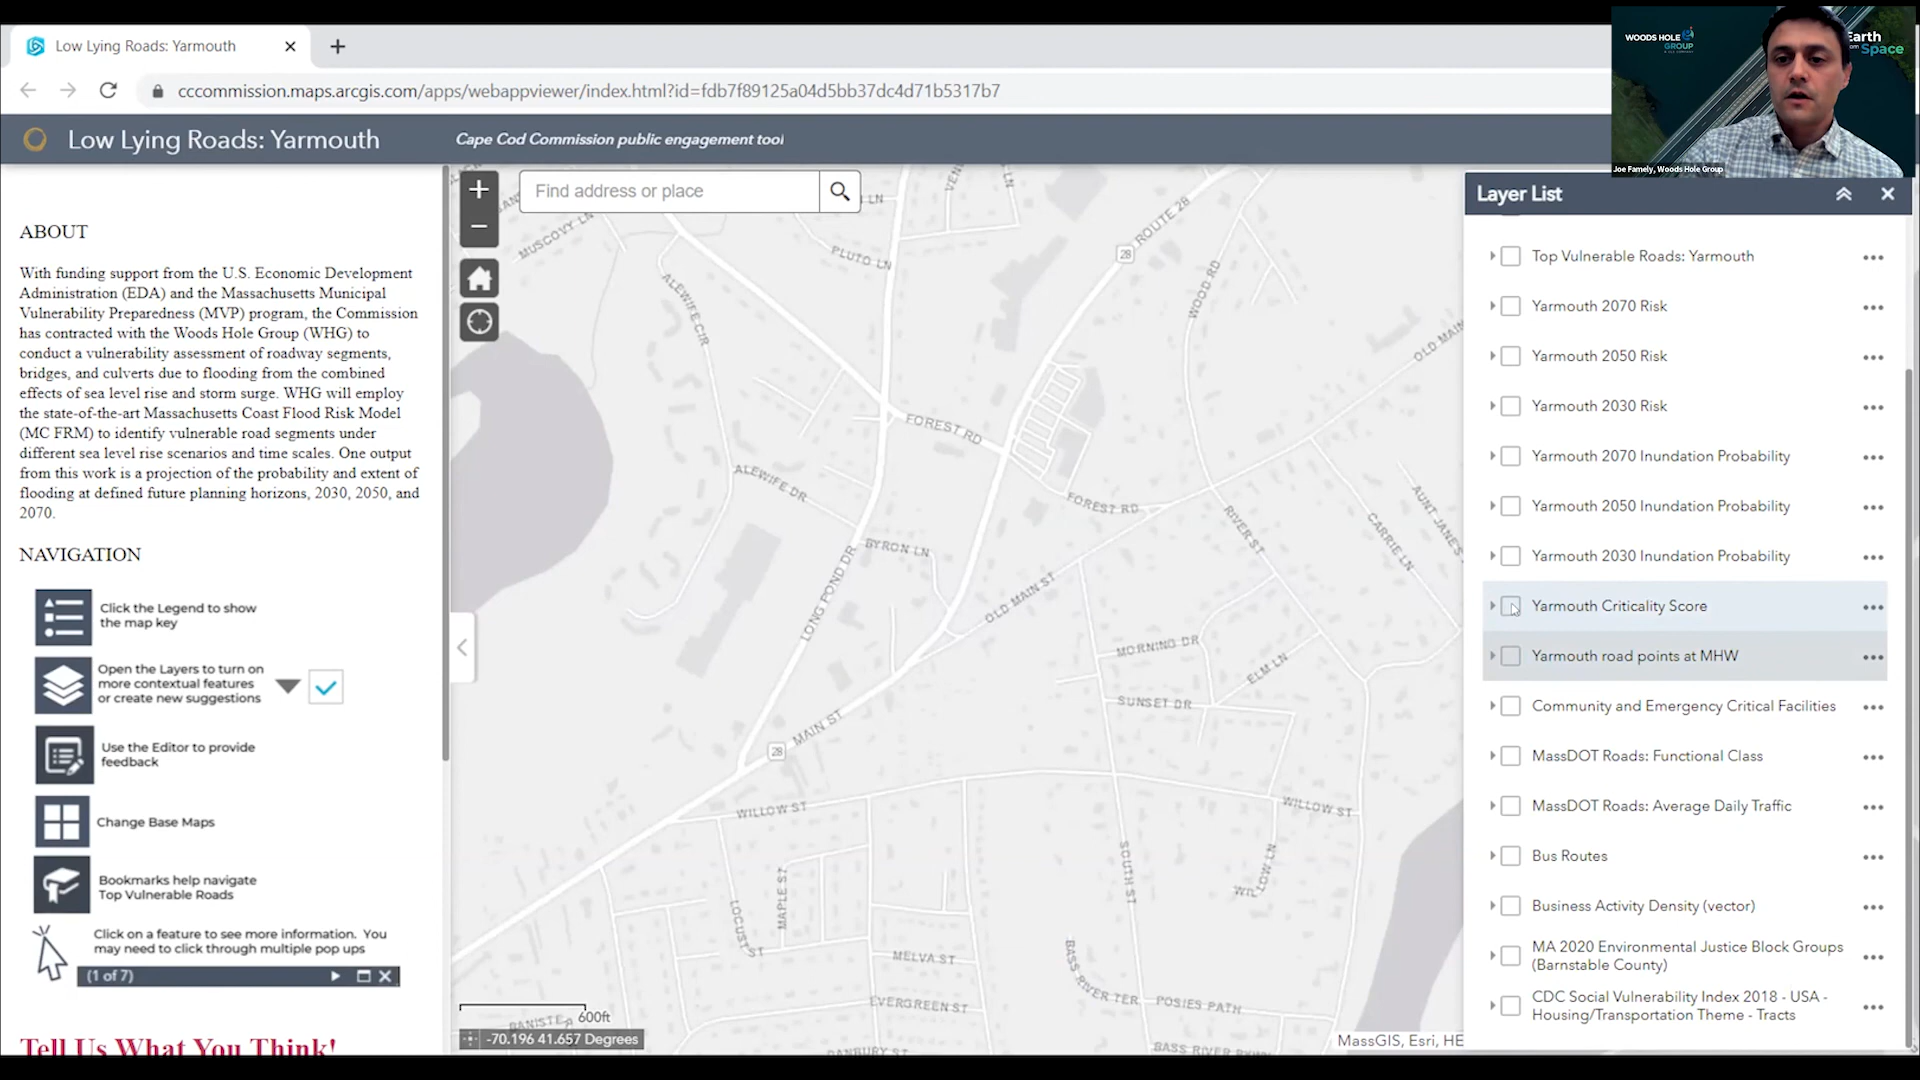 Low Lying Roads: Yarmouth
cccommission.maps.arcgis.com/apps/webappviewer/index.html?id=fdb7f89125a04d5bb37dc4d71b5317b7
WOODS HOLE
GROUP
Earth
from Space
Joe Famely, Woods Hole Group
Low Lying Roads: Yarmouth
Cape Cod Commission public engagement tool
ABOUT
With funding support from the U.S. Economic Development
Administration (EDA) and the Massachusetts Municipal
Vulnerability Preparedness (MVP) program, the Commission
has contracted with the Woods Hole Group (WHG) to
conduct a vulnerability assessment of roadway segments,
bridges, and culverts due to flooding from the combined
effects of sea level rise and storm surge. WHG will employ
the state-of-the-art Massachusetts Coast Flood Risk Model
(MC FRM) to identify vulnerable road segments under
different sea level rise scenarios and time scales. One output
from this work is a projection of the probability and extent of
flooding at defined future planning horizons, 2030, 2050, and
2070.
NAVIGATION
Click the Legend to show
the map key
Open the Layers to turn on
more contextual features
or create new suggestions
Use the Editor to provide
feedback
Change Base Maps
Bookmarks help navigate
Top Vulnerable Roads
Click on a feature to see more information. You
may need to click through multiple pop ups
(1 of 7)
Tell Us What You Think!
Find address or place
LN
MUSCOVY LN
PLUTO LN
ROUTE 28
28
WOOD RD
ALEWIFE CIR
OLD MAIN
FOREST RD
ALEWIFE DR
FOREST RD
AUNT JANE'S
RIVER ST
CARRIE LN
BYRON LN
LONG POND DR
OLD MAIN ST
MORNING DR
ELM LN
SUNSET DR
MAIN ST
28
WILLOW ST
WILLOW ST
SOUTH ST
MAPLE ST
LOCUST ST
MELVA ST
BASS RIVER TER
POSIES PATH
EVERGREEN ST
600ft
-70.196 41.657 Degrees
MassGIS, Esri, HE
Layer List
Top Vulnerable Roads: Yarmouth
Yarmouth 2070 Risk
Yarmouth 2050 Risk
Yarmouth 2030 Risk
Yarmouth 2070 Inundation Probability
Yarmouth 2050 Inundation Probability
Yarmouth 2030 Inundation Probability
Yarmouth Criticality Score
Yarmouth road points at MHW
Community and Emergency Critical Facilities
MassDOT Roads: Functional Class
MassDOT Roads: Average Daily Traffic
Bus Routes
Business Activity Density (vector)
MA 2020 Environmental Justice Block Groups
(Barnstable County)
CDC Social Vulnerability Index 2018 - USA -
Housing/Transportation Theme - Tracts